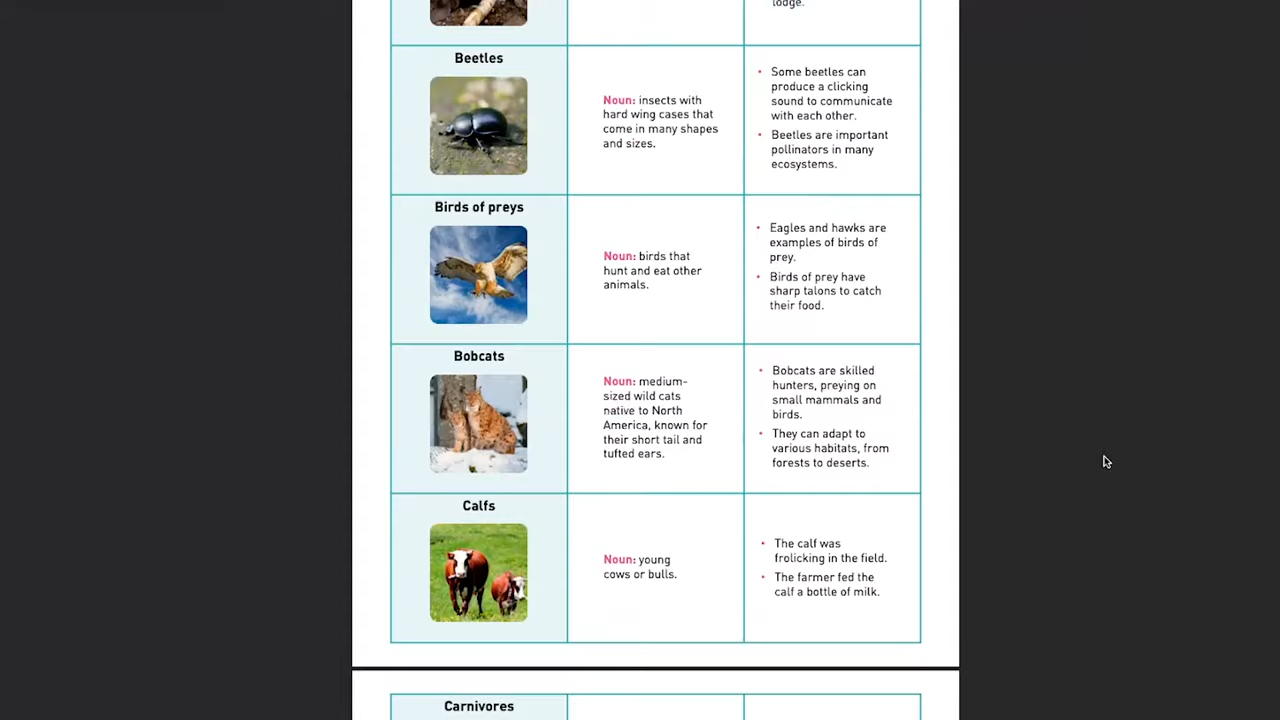 lodge.
Beetles
Noun: insects with
hard wing cases that
come in many shapes
and sizes.
• Some beetles can
produce a clicking
sound to communicate
with each other.
• Beetles are important
pollinators in many
ecosystems.
Birds of preys
Noun: birds that
hunt and eat other
animals.
• Eagles and hawks are
examples of birds of
prey.
• Birds of prey have
sharp talons to catch
their food.
Bobcats
Noun: medium-
sized wild cats
native to North
America, known for
their short tail and
tufted ears.
• Bobcats are skilled
hunters, preying on
small mammals and
birds.
• They can adapt to
various habitats, from
forests to deserts.
Calfs
Noun: young
cows or bulls.
• The calf was
frolicking in the field.
• The farmer fed the
calf a bottle of milk.
Carnivores